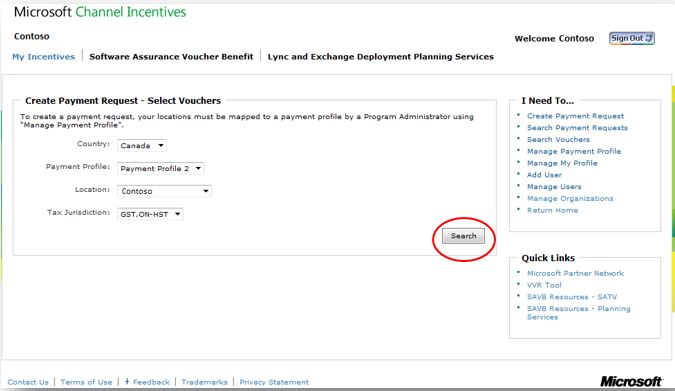 Microsoft Channel Incentives
Contoso
Welcome Contoso
Sign Out
My Incentives | Software Assurance Voucher Benefit | Lync and Exchange Deployment Planning Services
Create Payment Request - Select Vouchers
To create a payment request, your locations must be mapped to a payment profile by a Program Administrator using
"Manage Payment Profile".
Country: Canada
Payment Profile: Payment Profile 2
Location: Contoso
Tax Jurisdiction: GST,ON-HST
Search
I Need To...
Create Payment Request
Search Payment Requests
Search Vouchers
Manage Payment Profile
Manage My Profile
Add User
Manage Users
Manage Organizations
Return Home
Quick Links
Microsoft Partner Network
VVR Tool
SAVB Resources - SATV
SAVB Resources - Planning
Services
Contact Us | Terms of Use | Feedback | Trademarks | Privacy Statement
Microsoft